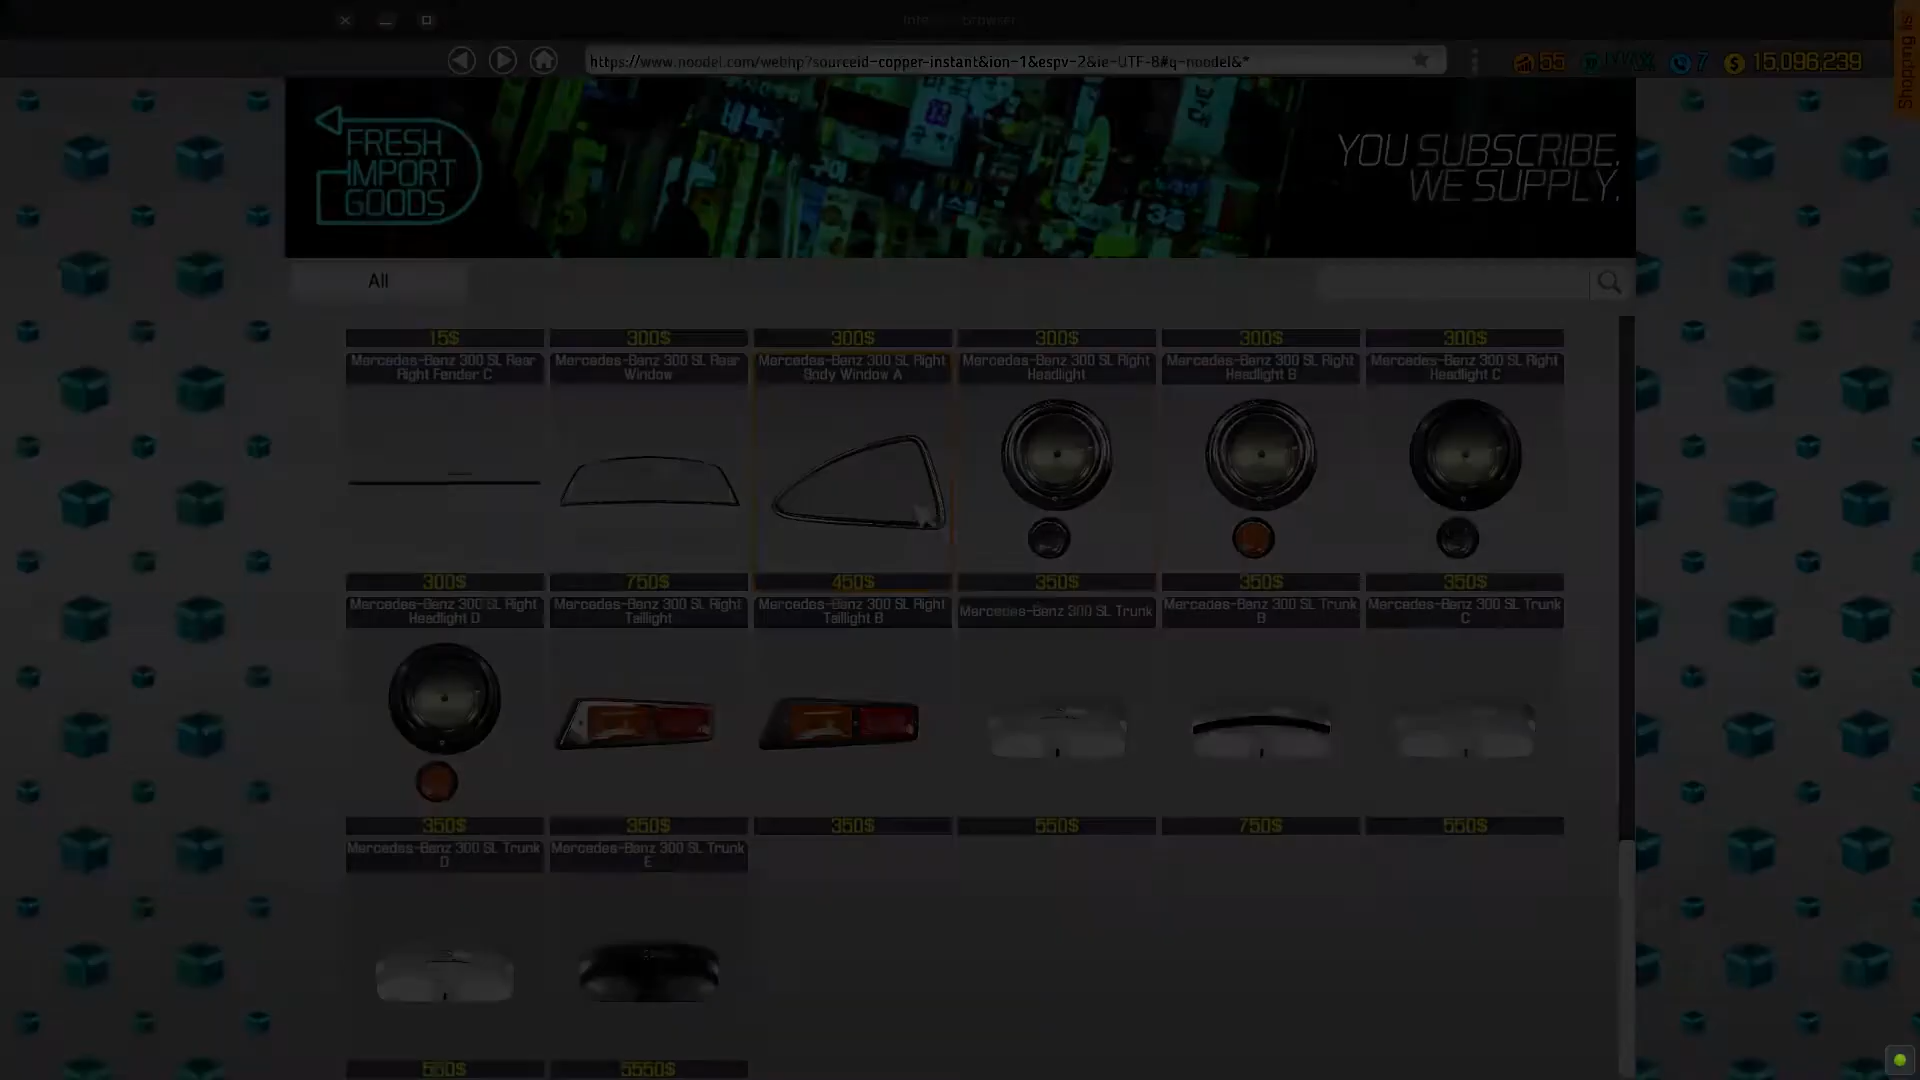 https://www.noodel.com/webhp?sourceid-copper-instant&ion-1&espv-2&ie-UTF-8#q-noodel&*
55
7
15,096,239
Shopping lis
FRESH
IMPORT
GOODS
YOU SUBSCRIBE.
WE SUPPLY.
All
15$
300$
300$
300$
300$
300$
Mercedes-Benz 300 SL Rear
Right Fender C
Mercedes-Benz 300 SL Rear
Window
Mercedes-Benz 300 SL Right
Body Window A
Mercedes-Benz 300 SL Right
Headlight
Mercedes-Benz 300 SL Right
Headlight B
Mercedes-Benz 300 SL Right
Headlight C
300$
750$
450$
350$
350$
350$
Mercedes-Benz 300 SL Right
Headlight D
Mercedes-Benz 300 SL Right
Taillight
Mercedes-Benz 300 SL Right
Taillight B
Mercedes-Benz 300 SL Trunk
Mercedes-Benz 300 SL Trunk
B
Mercedes-Benz 300 SL Trunk
C
350$
350$
350$
550$
750$
550$
Mercedes-Benz 300 SL Trunk
D
Mercedes-Benz 300 SL Trunk
E
550$
5550$